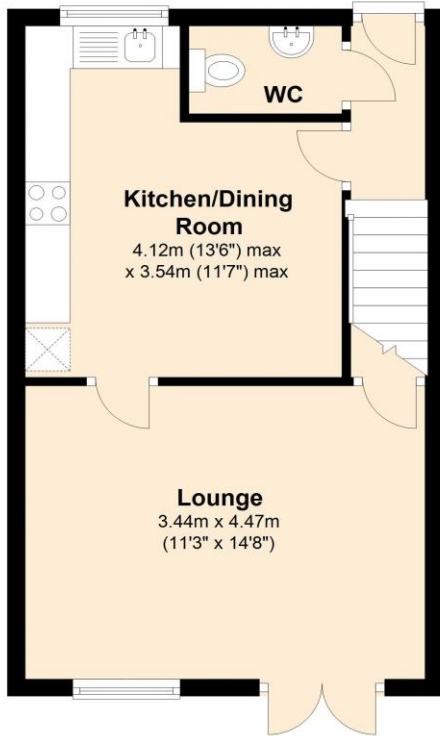 WC
Kitchen/Dining
Room
4.12m (13'6") max
x 3.54m (11'7") max
Lounge
3.44m x 4.47m
(11'3" x 14'8")